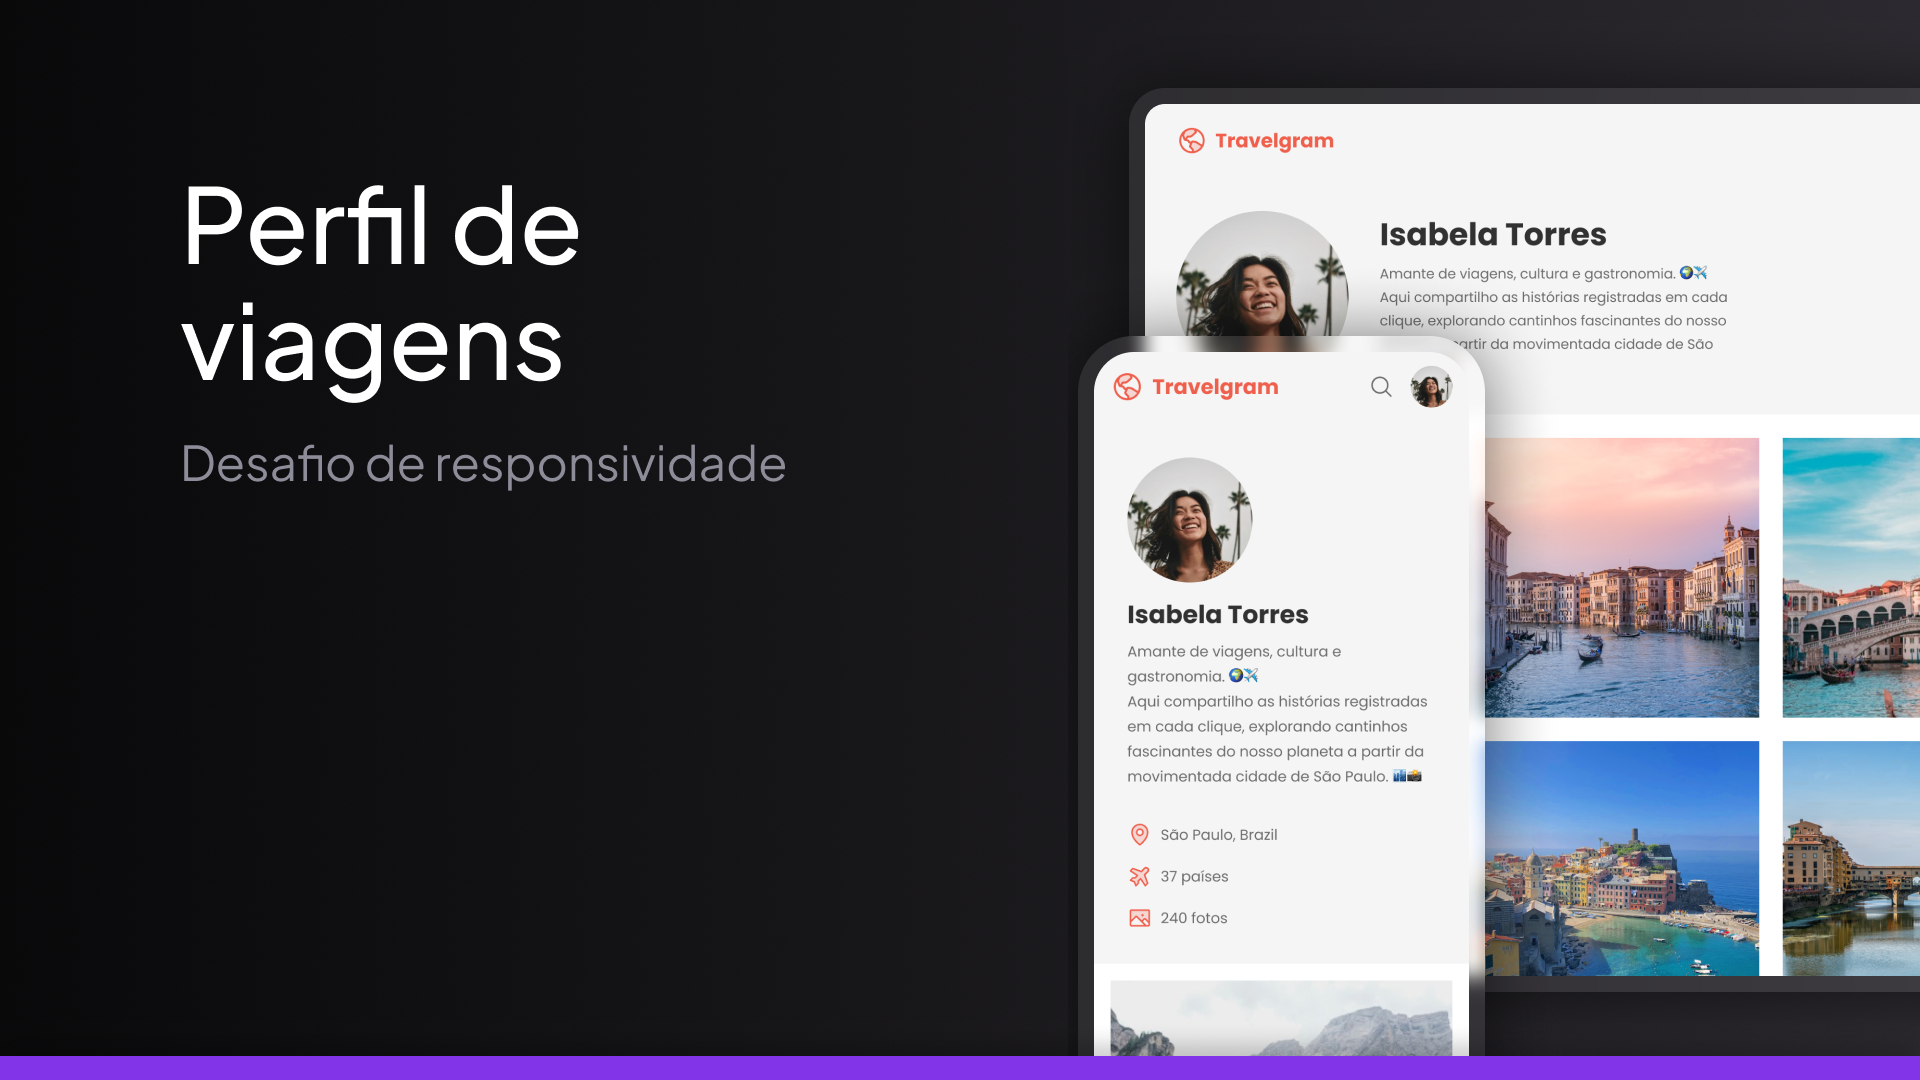 Perfil de
viagens
Desafio de responsividade
Travelgram
Isabela Torres
Amante de viagens, cultura e gastronomia. 🌍✈️
Aqui compartilho as histórias registradas em cada
clique, explorando cantinhos fascinantes do nosso
partir da movimentada cidade de São
Travelgram
Isabela Torres
Amante de viagens, cultura e
gastronomia. 🌍✈️
Aqui compartilho as histórias registradas
em cada clique, explorando cantinhos
fascinantes do nosso planeta a partir da
movimentada cidade de São Paulo. 🏙️📸
São Paulo, Brazil
37 países
240 fotos